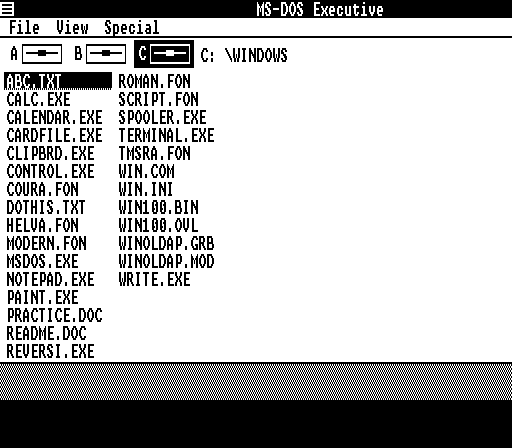 MS-DOS Executive
File View Special
A B C C: \WINDOWS
ABC.TXT ROMAN.FON
CALC.EXE SCRIPT.FON
CALENDAR.EXE SPOOLER.EXE
CARDFILE.EXE TERMINAL.EXE
CLIPBRD.EXE TMSRA.FON
CONTROL.EXE WIN.COM
COURA.FON WIN.INI
DOTHIS.TXT WIN100.BIN
HELVA.FON WIN100.OVL
MODERN.FON WINOLDAP.GRB
MSDOS.EXE WINOLDAP.MOD
NOTEPAD.EXE WRITE.EXE
PAINT.EXE
PRACTICE.DOC
README.DOC
REVERSI.EXE